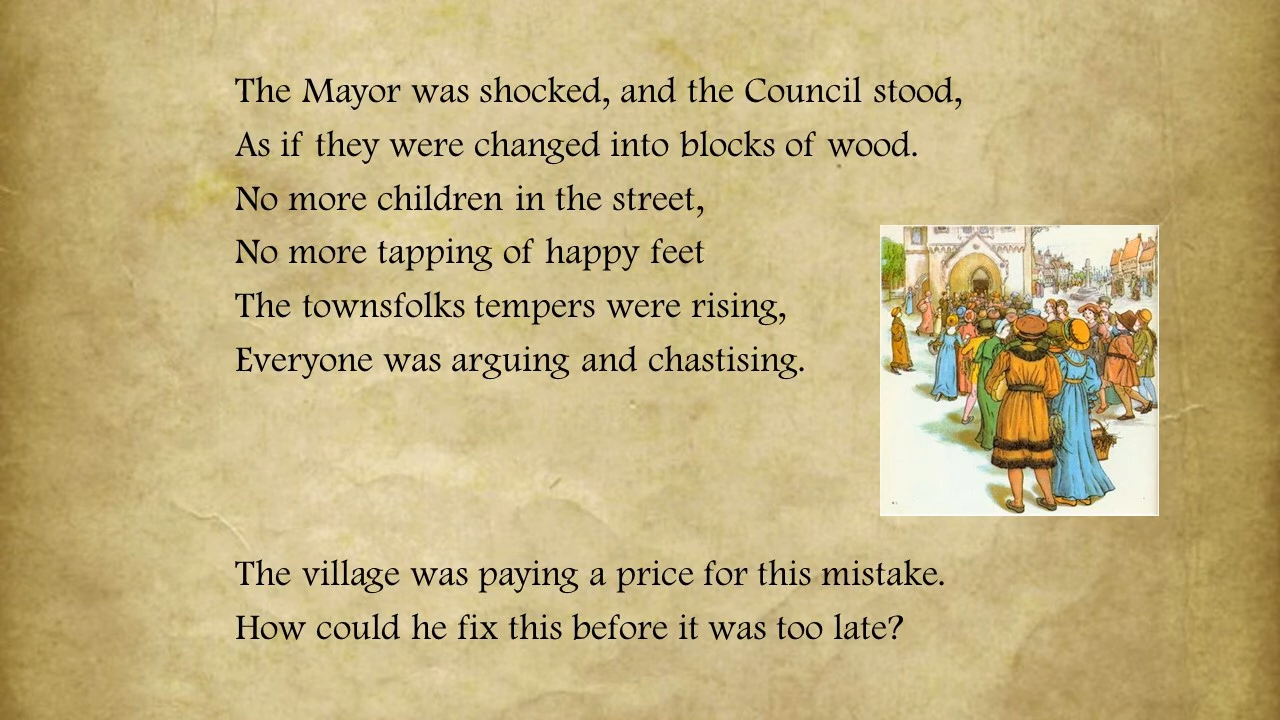 The Mayor was shocked, and the Council stood,
As if they were changed into blocks of wood.
No more children in the street,
No more tapping of happy feet
The townsfolks tempers were rising,
Everyone was arguing and chastising.
The village was paying a price for this mistake.
How could he fix this before it was too late?